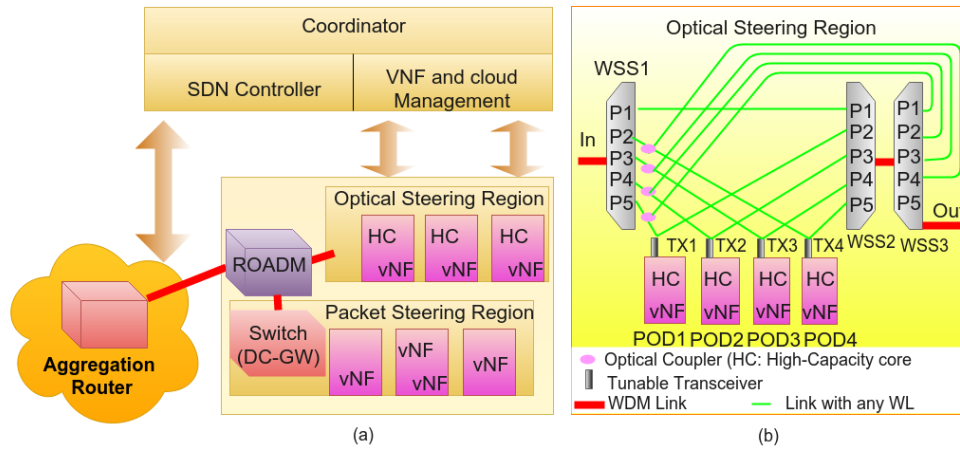 Coordinator
SDN Controller
VNF and cloud
Management
Optical Steering Region
HC
vNF
HC
vNF
HC
vNF
ROADM
Packet Steering Region
Switch
(DC-GW)
vNF
vNF
vNF
vNF
Aggregation
Router
(a)
Optical Steering Region
WSS1
P1
P2
P3
P4
P5
In
P1
P2
P3
P4
P5
WSS2
P1
P2
P3
P4
P5
WSS3
Out
TX1
TX2
TX3
TX4
HC
vNF
HC
vNF
HC
vNF
HC
vNF
POD1
POD2
POD3
POD4
Optical Coupler (HC: High-Capacity core
Tunable Transceiver
WDM Link
Link with any WL
(b)